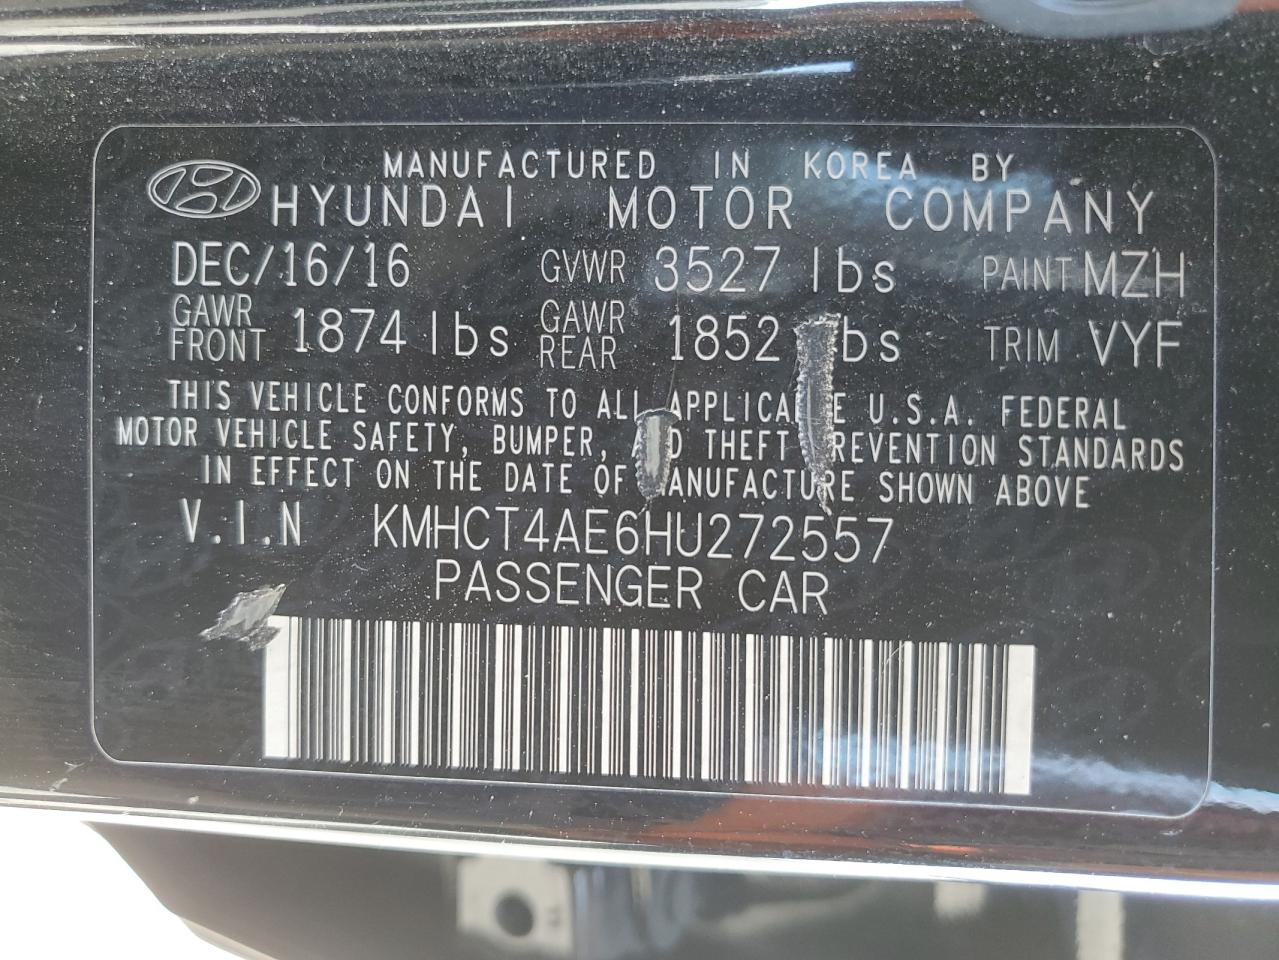 MANUFACTURED IN KOREA BY
HYUNDAI MOTOR COMPANY
DEC/16/16 GVWR 3527 lbs PAINT MZH
GAWR FRONT 1874 lbs GAWR REAR 1852 lbs TRIM VYF
THIS VEHICLE CONFORMS TO ALL APPLICABLE U.S.A. FEDERAL
MOTOR VEHICLE SAFETY, BUMPER, AND THEFT PREVENTION STANDARDS
IN EFFECT ON THE DATE OF MANUFACTURE SHOWN ABOVE
V.I.N KMHCT4AE6HU272557
PASSENGER CAR